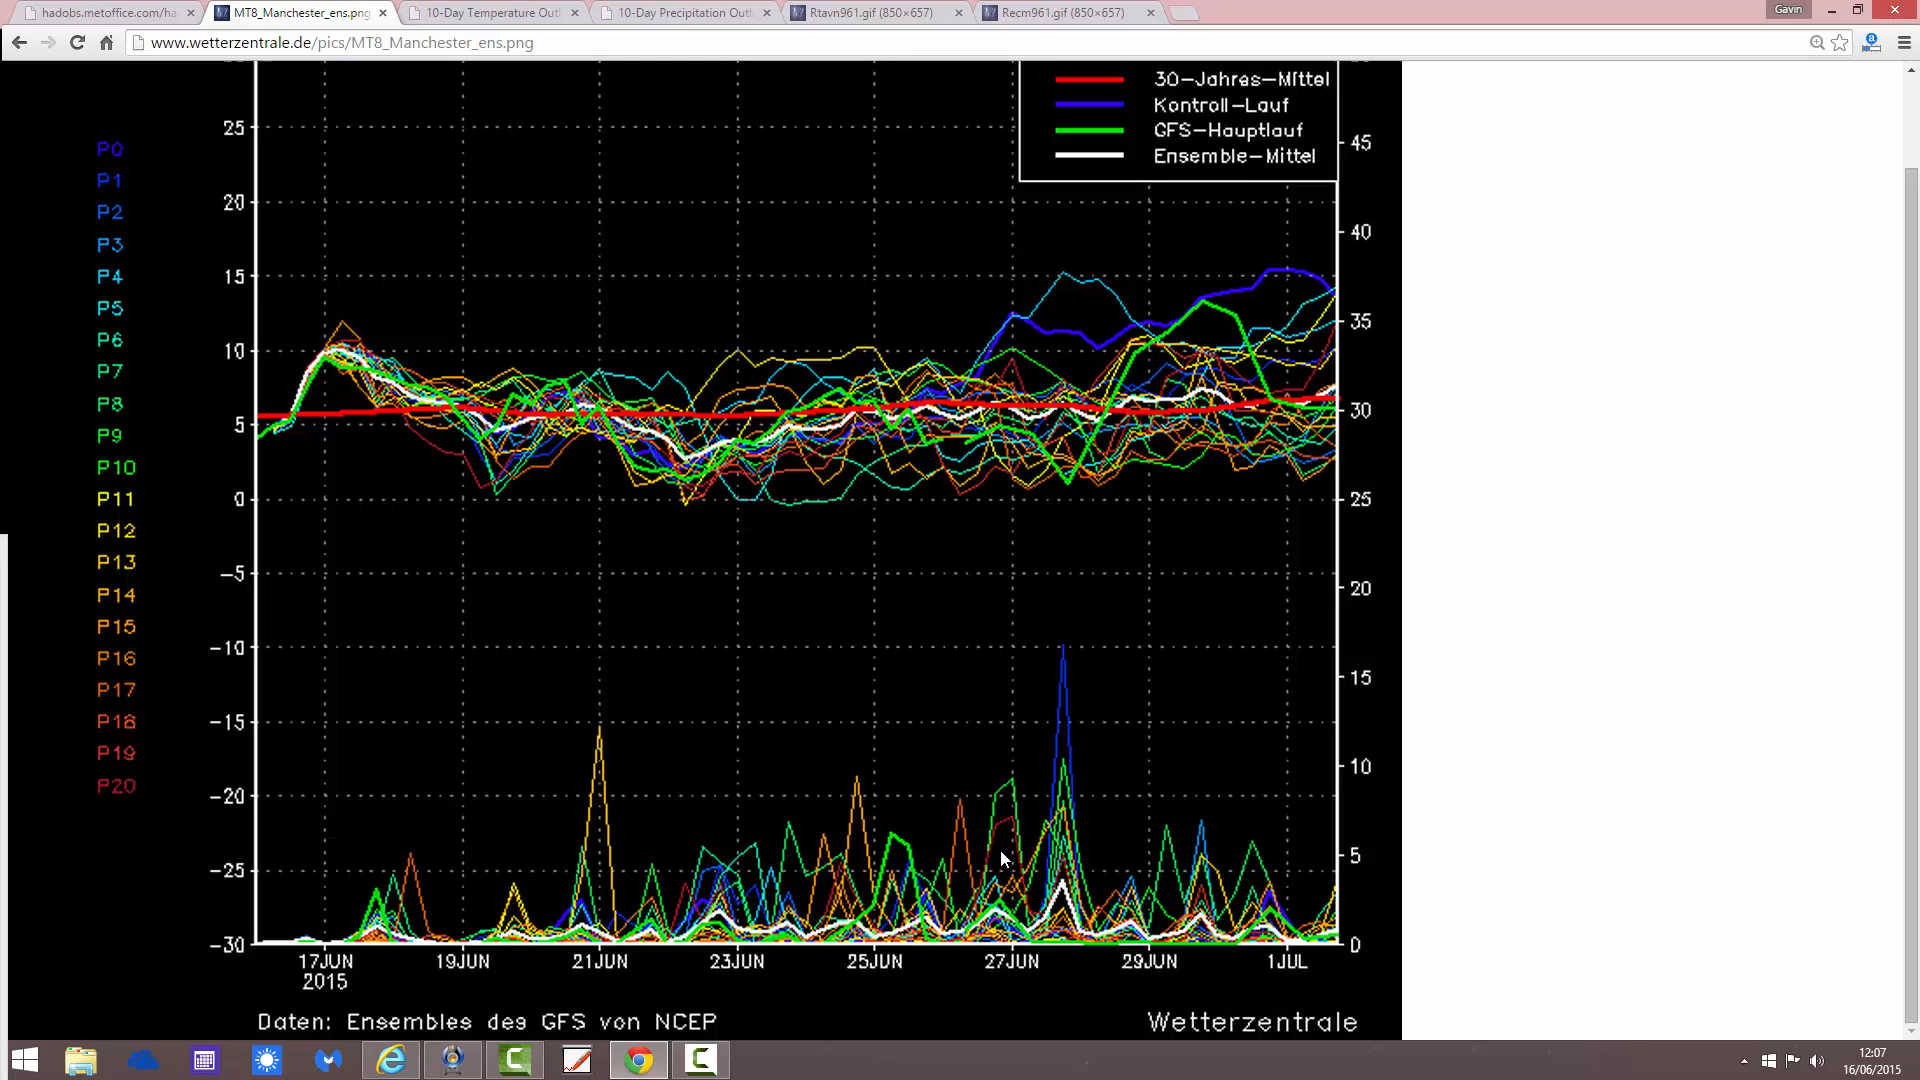 hadobs.metoffice.com/ha
MT8_Manchester_ens.png
10-Day Temperature Outl
10-Day Precipitation Outl
Rtavn961.gif (850×657)
Recm961.gif (850×657)
Gavin
www.wetterzentrale.de/pics/MT8_Manchester_ens.png
30-Jahres-Mittel
Kontroll-Lauf
GFS-Hauptlauf
Ensemble-Mittel
P0
P1
P2
P3
P4
P5
P6
P7
P8
P9
P10
P11
P12
P13
P14
P15
P16
P17
P18
P19
P20
25
20
15
10
5
0
-5
-10
-15
-20
-25
-30
45
40
35
30
25
20
15
10
5
0
17JUN 19JUN 21JUN 23JUN 25JUN 27JUN 29JUN 1JUL
2015
Daten: Ensembles des GFS von NCEP
Wetterzentrale
12:07
16/06/2015